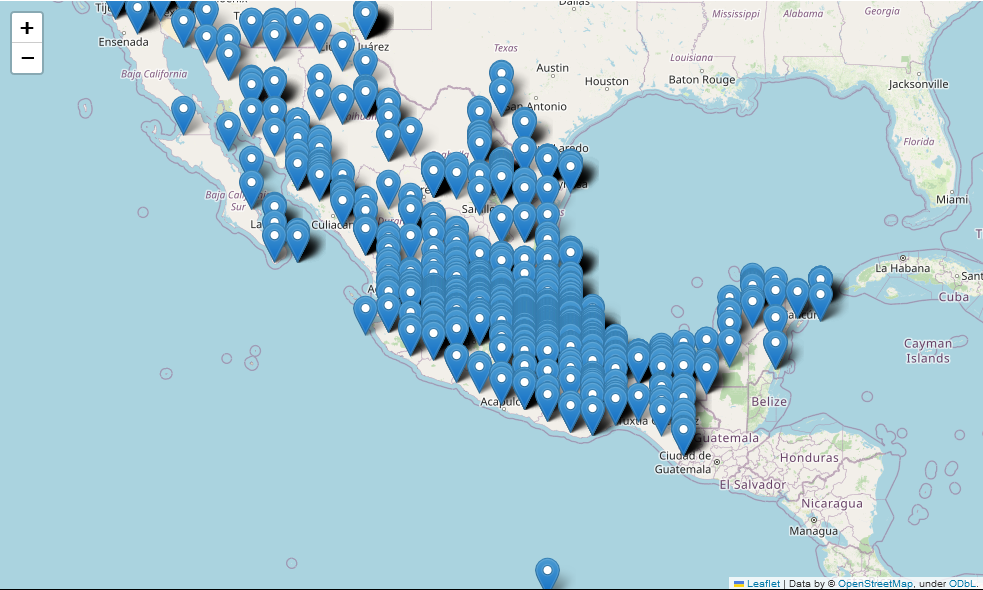 +
−
Ensenada
Baja California
Juárez
Dallas
Texas
Austin
Houston
San Antonio
Mississippi
Alabama
Georgia
Louisiana
Baton Rouge
Jacksonville
Florida
Miami
Laredo
Baja California
Sur
Culiacán
La Habana
Cuba
Cayman
Islands
Belize
Guatemala
Ciudad de
Guatemala
El Salvador
Honduras
Nicaragua
Managua
Leaflet | Data by © OpenStreetMap, under ODbL.